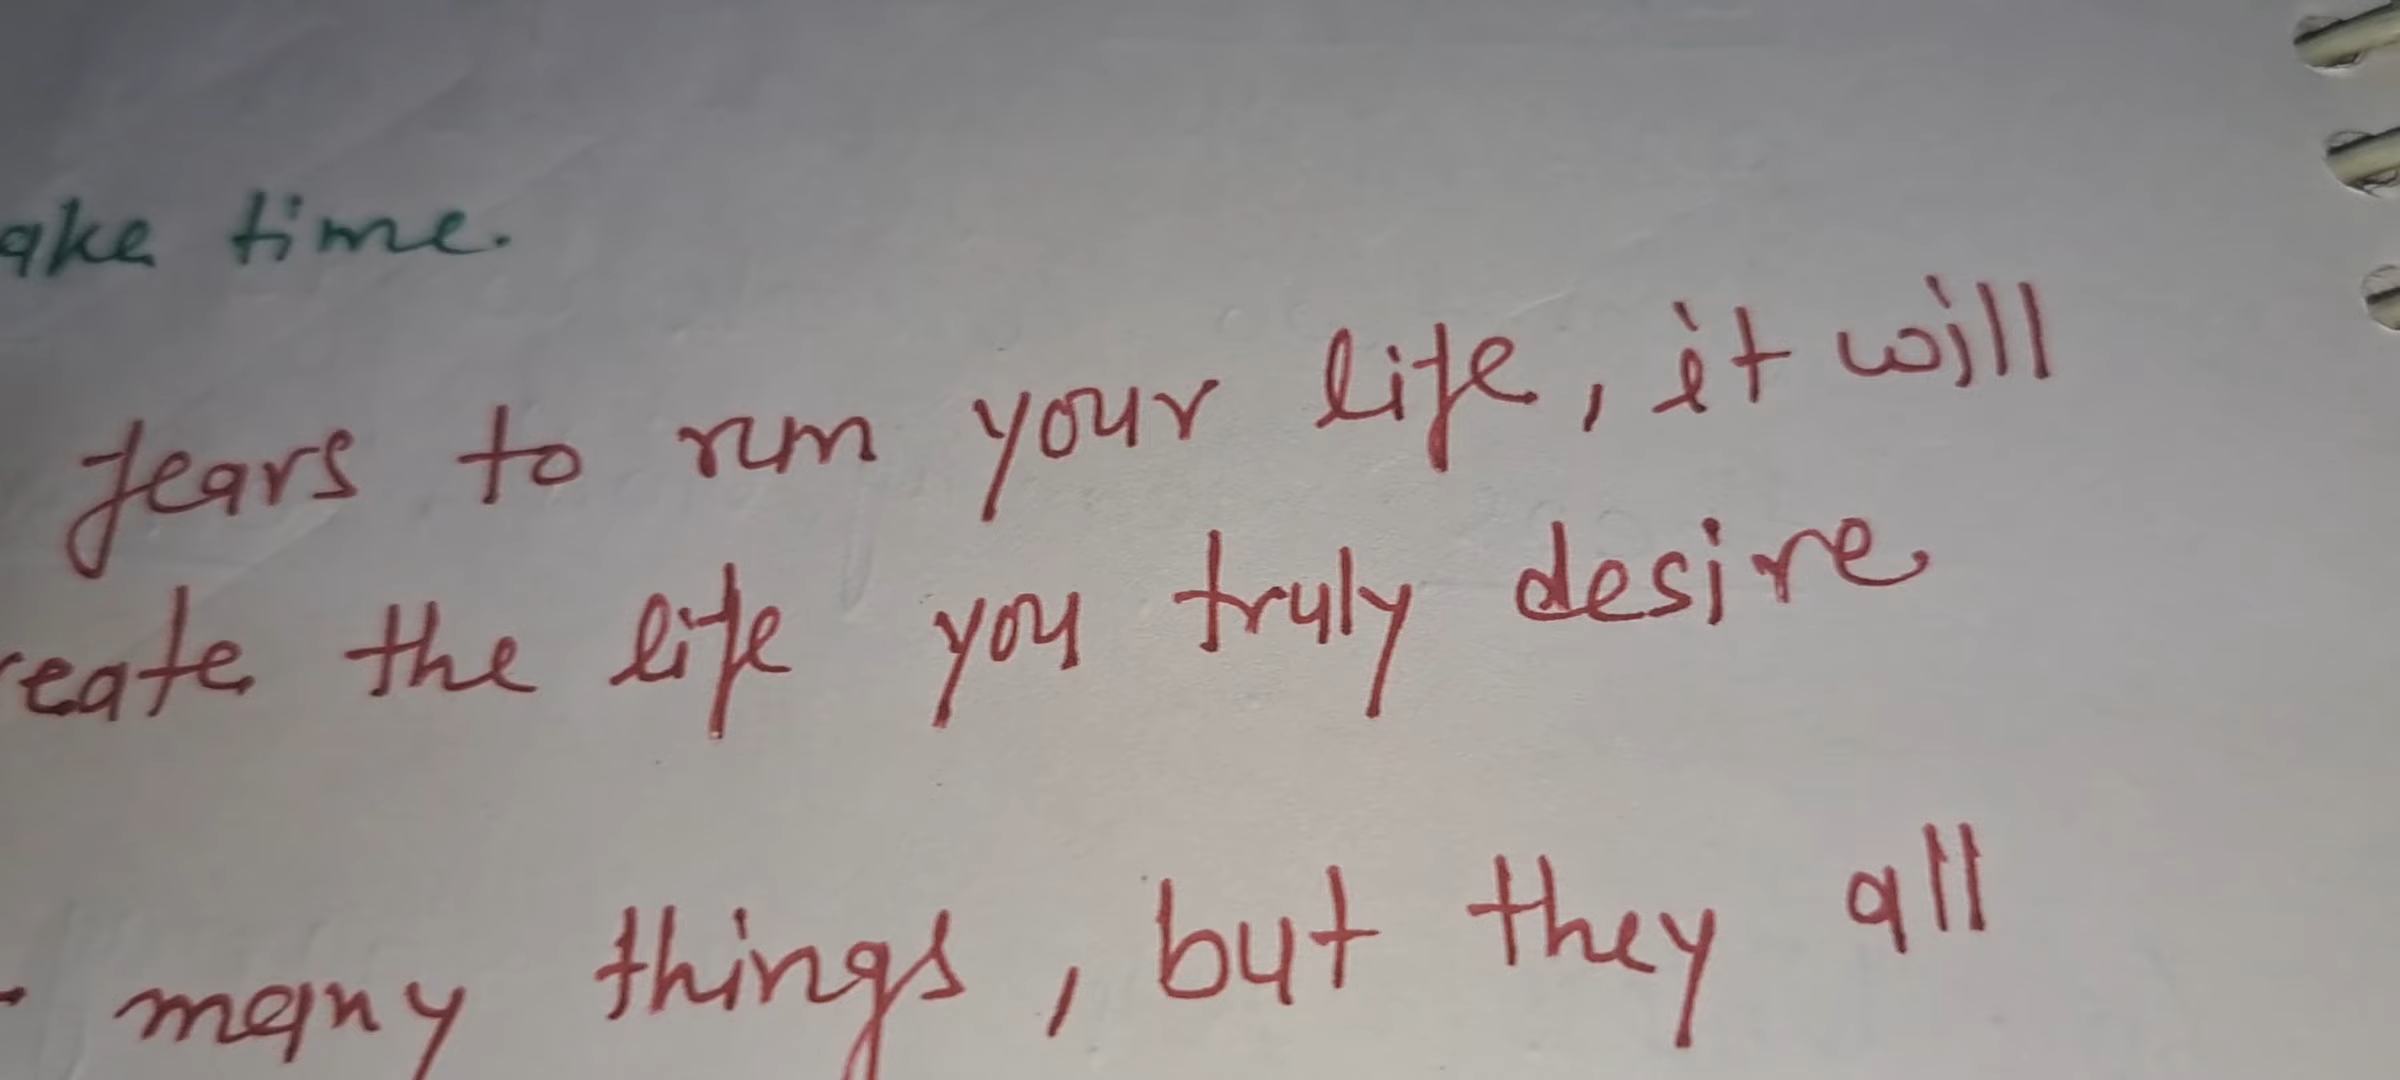 ake time.
fears to run your life, it will
reate the life you truly desire
many things, but they all